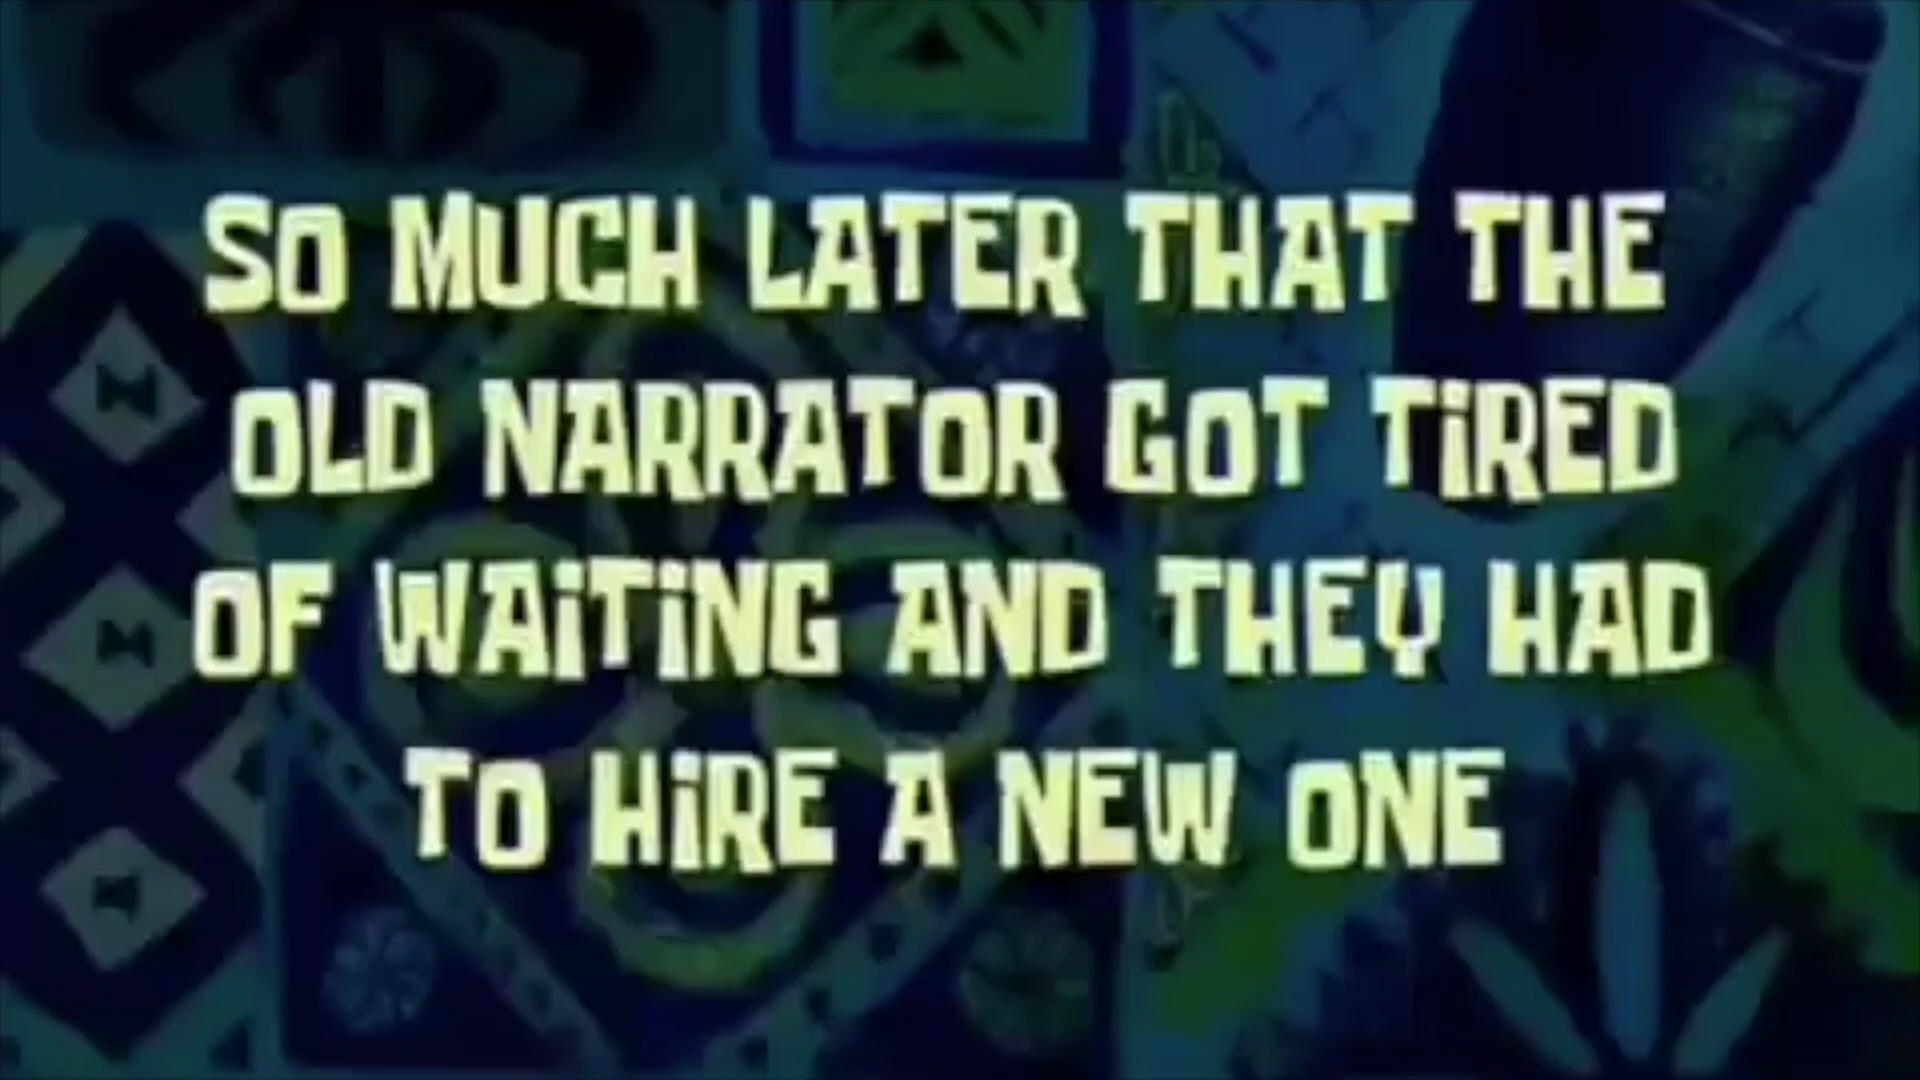 SO MUCH LATER THAT THE
OLD NARRATOR GOT TiRED
OF WAiTiNG AND THEY HAD
TO HiRE A NEW ONE